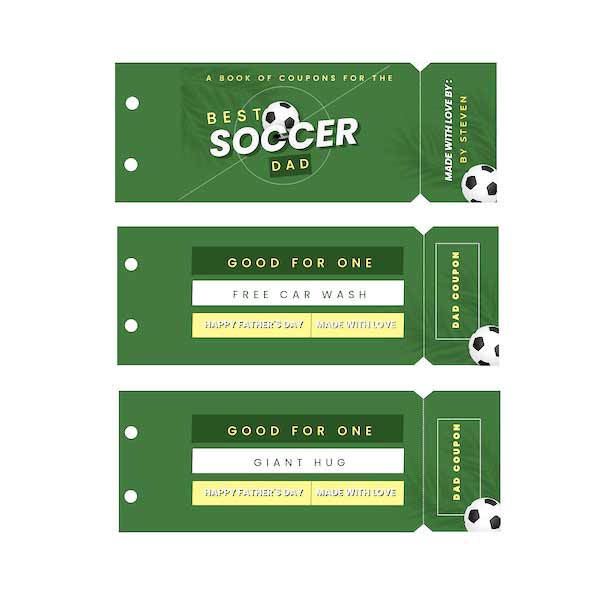 A BOOK OF COUPONS FOR THE
BEST
SOCCER
DAD
MADE WITH LOVE BY:
BY STEVEN
GOOD FOR ONE
FREE CAR WASH
HAPPY FATHER'S DAY
MADE WITH LOVE
DAD COUPON
GOOD FOR ONE
GIANT HUG
HAPPY FATHER'S DAY
MADE WITH LOVE
DAD COUPON